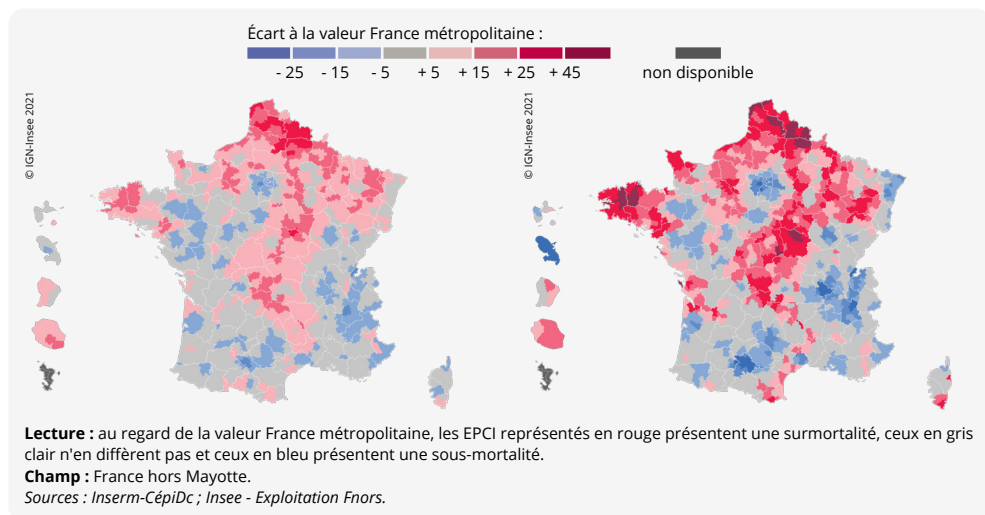 Écart à la valeur France métropolitaine :
- 25 - 15 - 5 + 5 + 15 + 25 + 45
non disponible
© IGN-Insee 2021
© IGN-Insee 2021
Lecture : au regard de la valeur France métropolitaine, les EPCI représentés en rouge présentent une surmortalité, ceux en gris
clair n'en diffèrent pas et ceux en bleu présentent une sous-mortalité.
Champ : France hors Mayotte.
Sources : Inserm-CépiDc ; Insee - Exploitation Fnors.